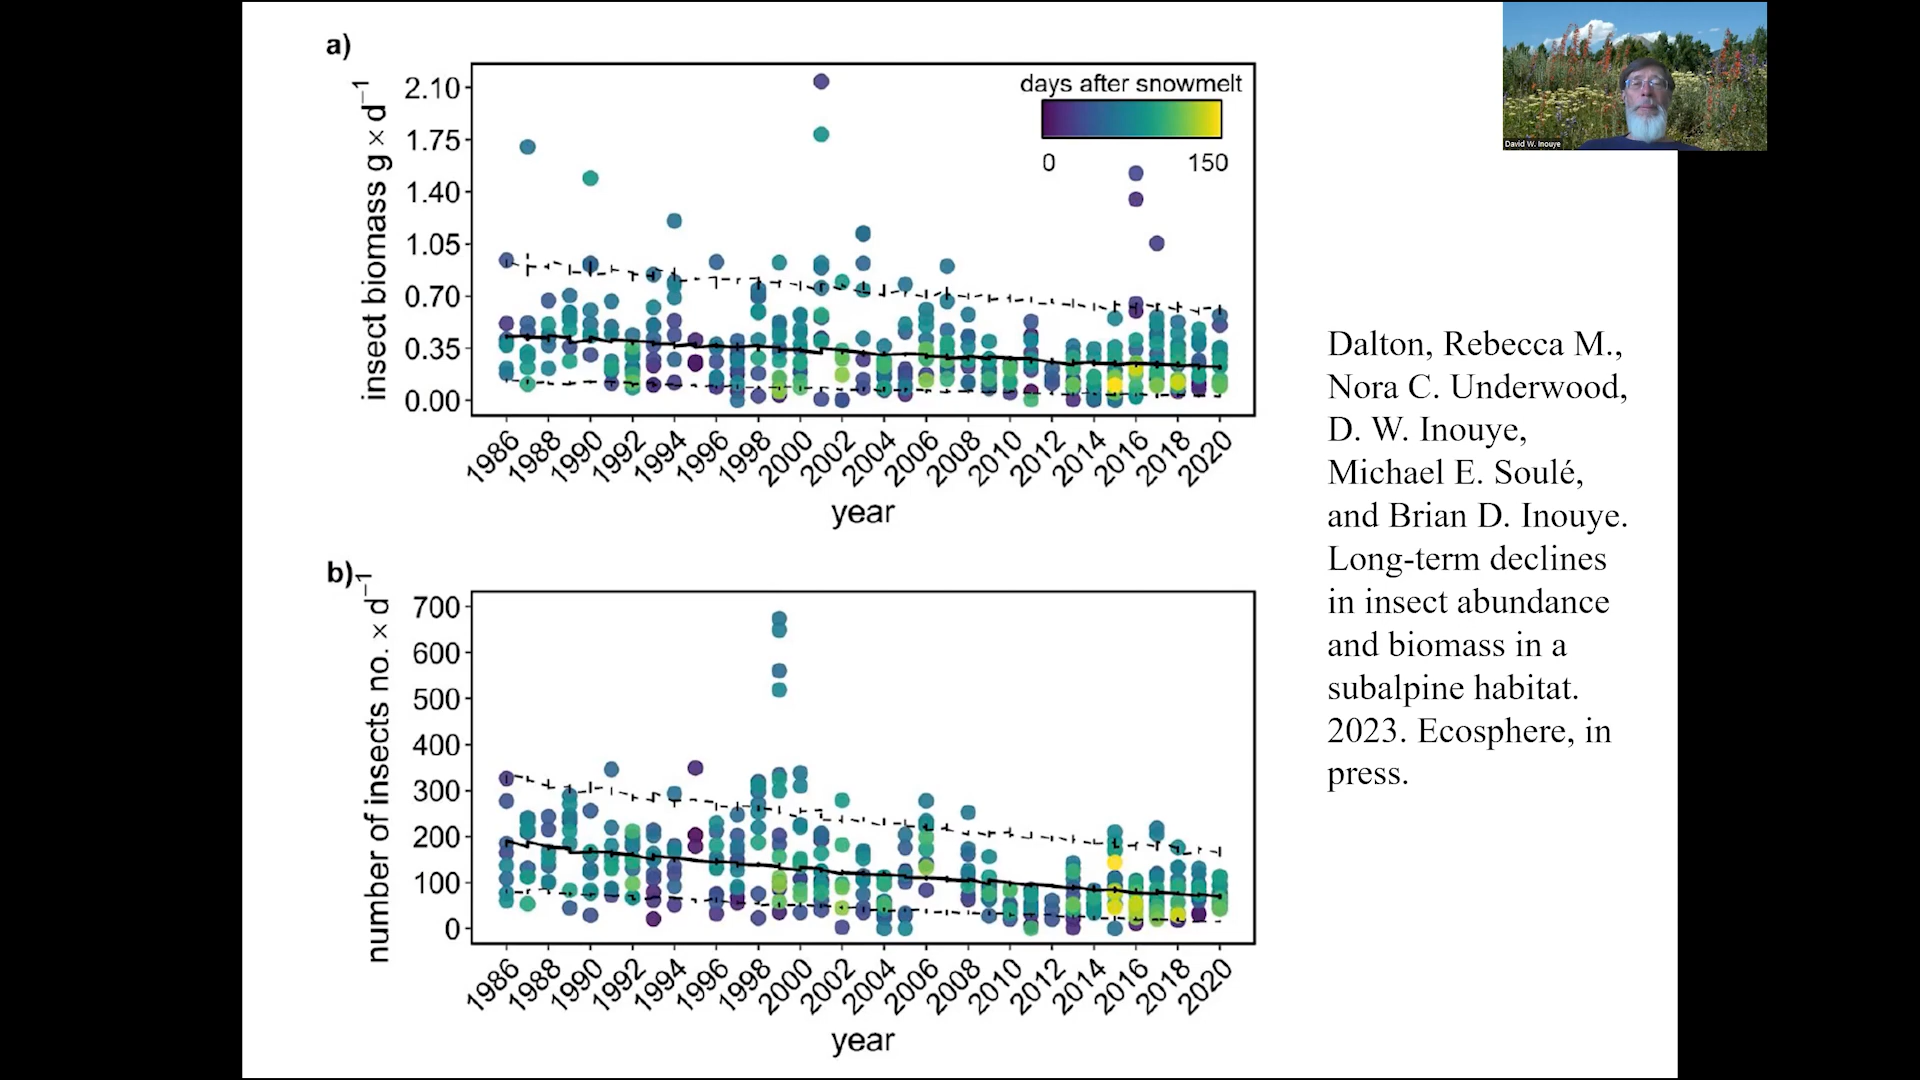 a)
insect biomass g × d⁻¹
2.10
1.75
1.40
1.05
0.70
0.35
0.00
days after snowmelt
0 150
1986 1988 1990 1992 1994 1996 1998 2000 2002 2004 2006 2008 2010 2012 2014 2016 2018 2020
year
b)
number of insects no. × d⁻¹
700
600
500
400
300
200
100
0
1986 1988 1990 1992 1994 1996 1998 2000 2002 2004 2006 2008 2010 2012 2014 2016 2018 2020
year
David W. Inouye
Dalton, Rebecca M.,
Nora C. Underwood,
D. W. Inouye,
Michael E. Soulé,
and Brian D. Inouye.
Long-term declines
in insect abundance
and biomass in a
subalpine habitat.
2023. Ecosphere, in
press.